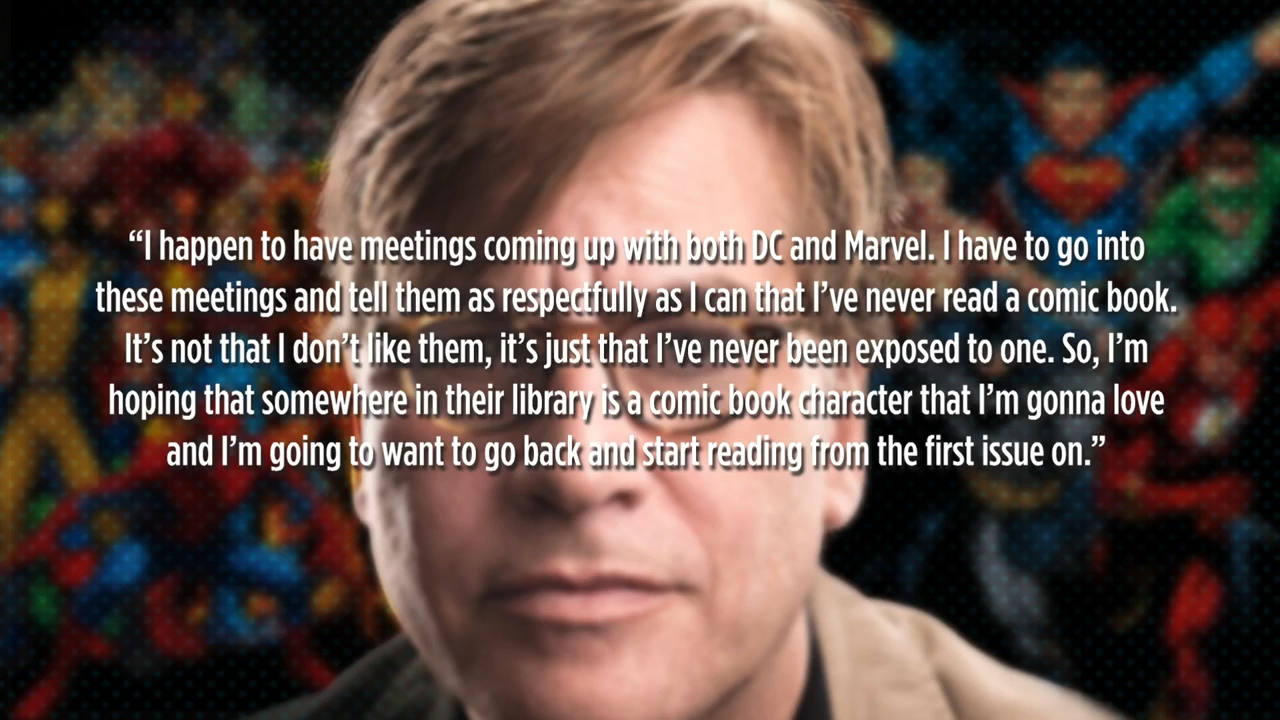 “I happen to have meetings coming up with both DC and Marvel. I have to go into
these meetings and tell them as respectfully as I can that I’ve never read a comic book.
It’s not that I don’t like them, it’s just that I’ve never been exposed to one. So, I’m
hoping that somewhere in their library is a comic book character that I’m gonna love
and I’m going to want to go back and start reading from the first issue on.”